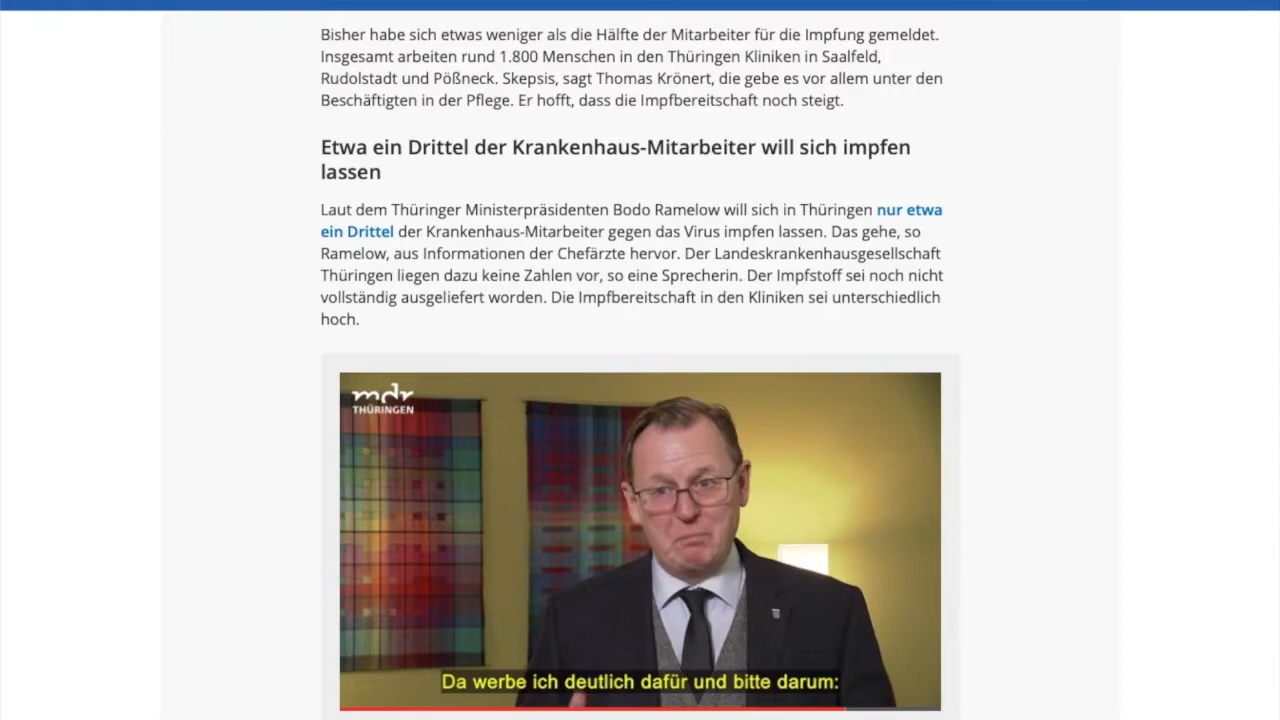 Bisher habe sich etwas weniger als die Hälfte der Mitarbeiter für die Impfung gemeldet.
Insgesamt arbeiten rund 1.800 Menschen in den Thüringen Kliniken in Saalfeld,
Rudolstadt und Pößneck. Skepsis, sagt Thomas Krönert, die gebe es vor allem unter den
Beschäftigten in der Pflege. Er hofft, dass die Impfbereitschaft noch steigt.
Etwa ein Drittel der Krankenhaus-Mitarbeiter will sich impfen
lassen
Laut dem Thüringer Ministerpräsidenten Bodo Ramelow will sich in Thüringen nur etwa
ein Drittel der Krankenhaus-Mitarbeiter gegen das Virus impfen lassen. Das gehe, so
Ramelow, aus Informationen der Chefärzte hervor. Der Landeskrankenhausgesellschaft
Thüringen liegen dazu keine Zahlen vor, so eine Sprecherin. Der Impfstoff sei noch nicht
vollständig ausgeliefert worden. Die Impfbereitschaft in den Kliniken sei unterschiedlich
hoch.
mdr
THÜRINGEN
Da werbe ich deutlich dafür und bitte darum: